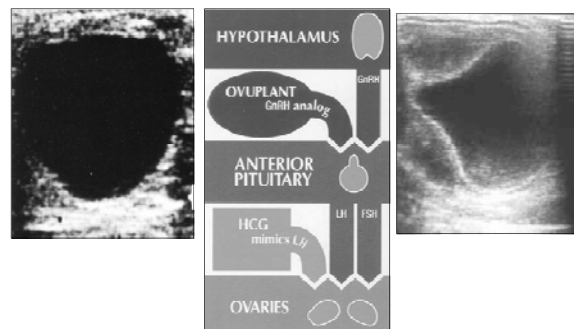 HYPOTHALAMUS
OVUPLANT
GnRH analog
GnRH
ANTERIOR
PITUITARY
HCG
mimics LH
LH
FSH
OVARIES